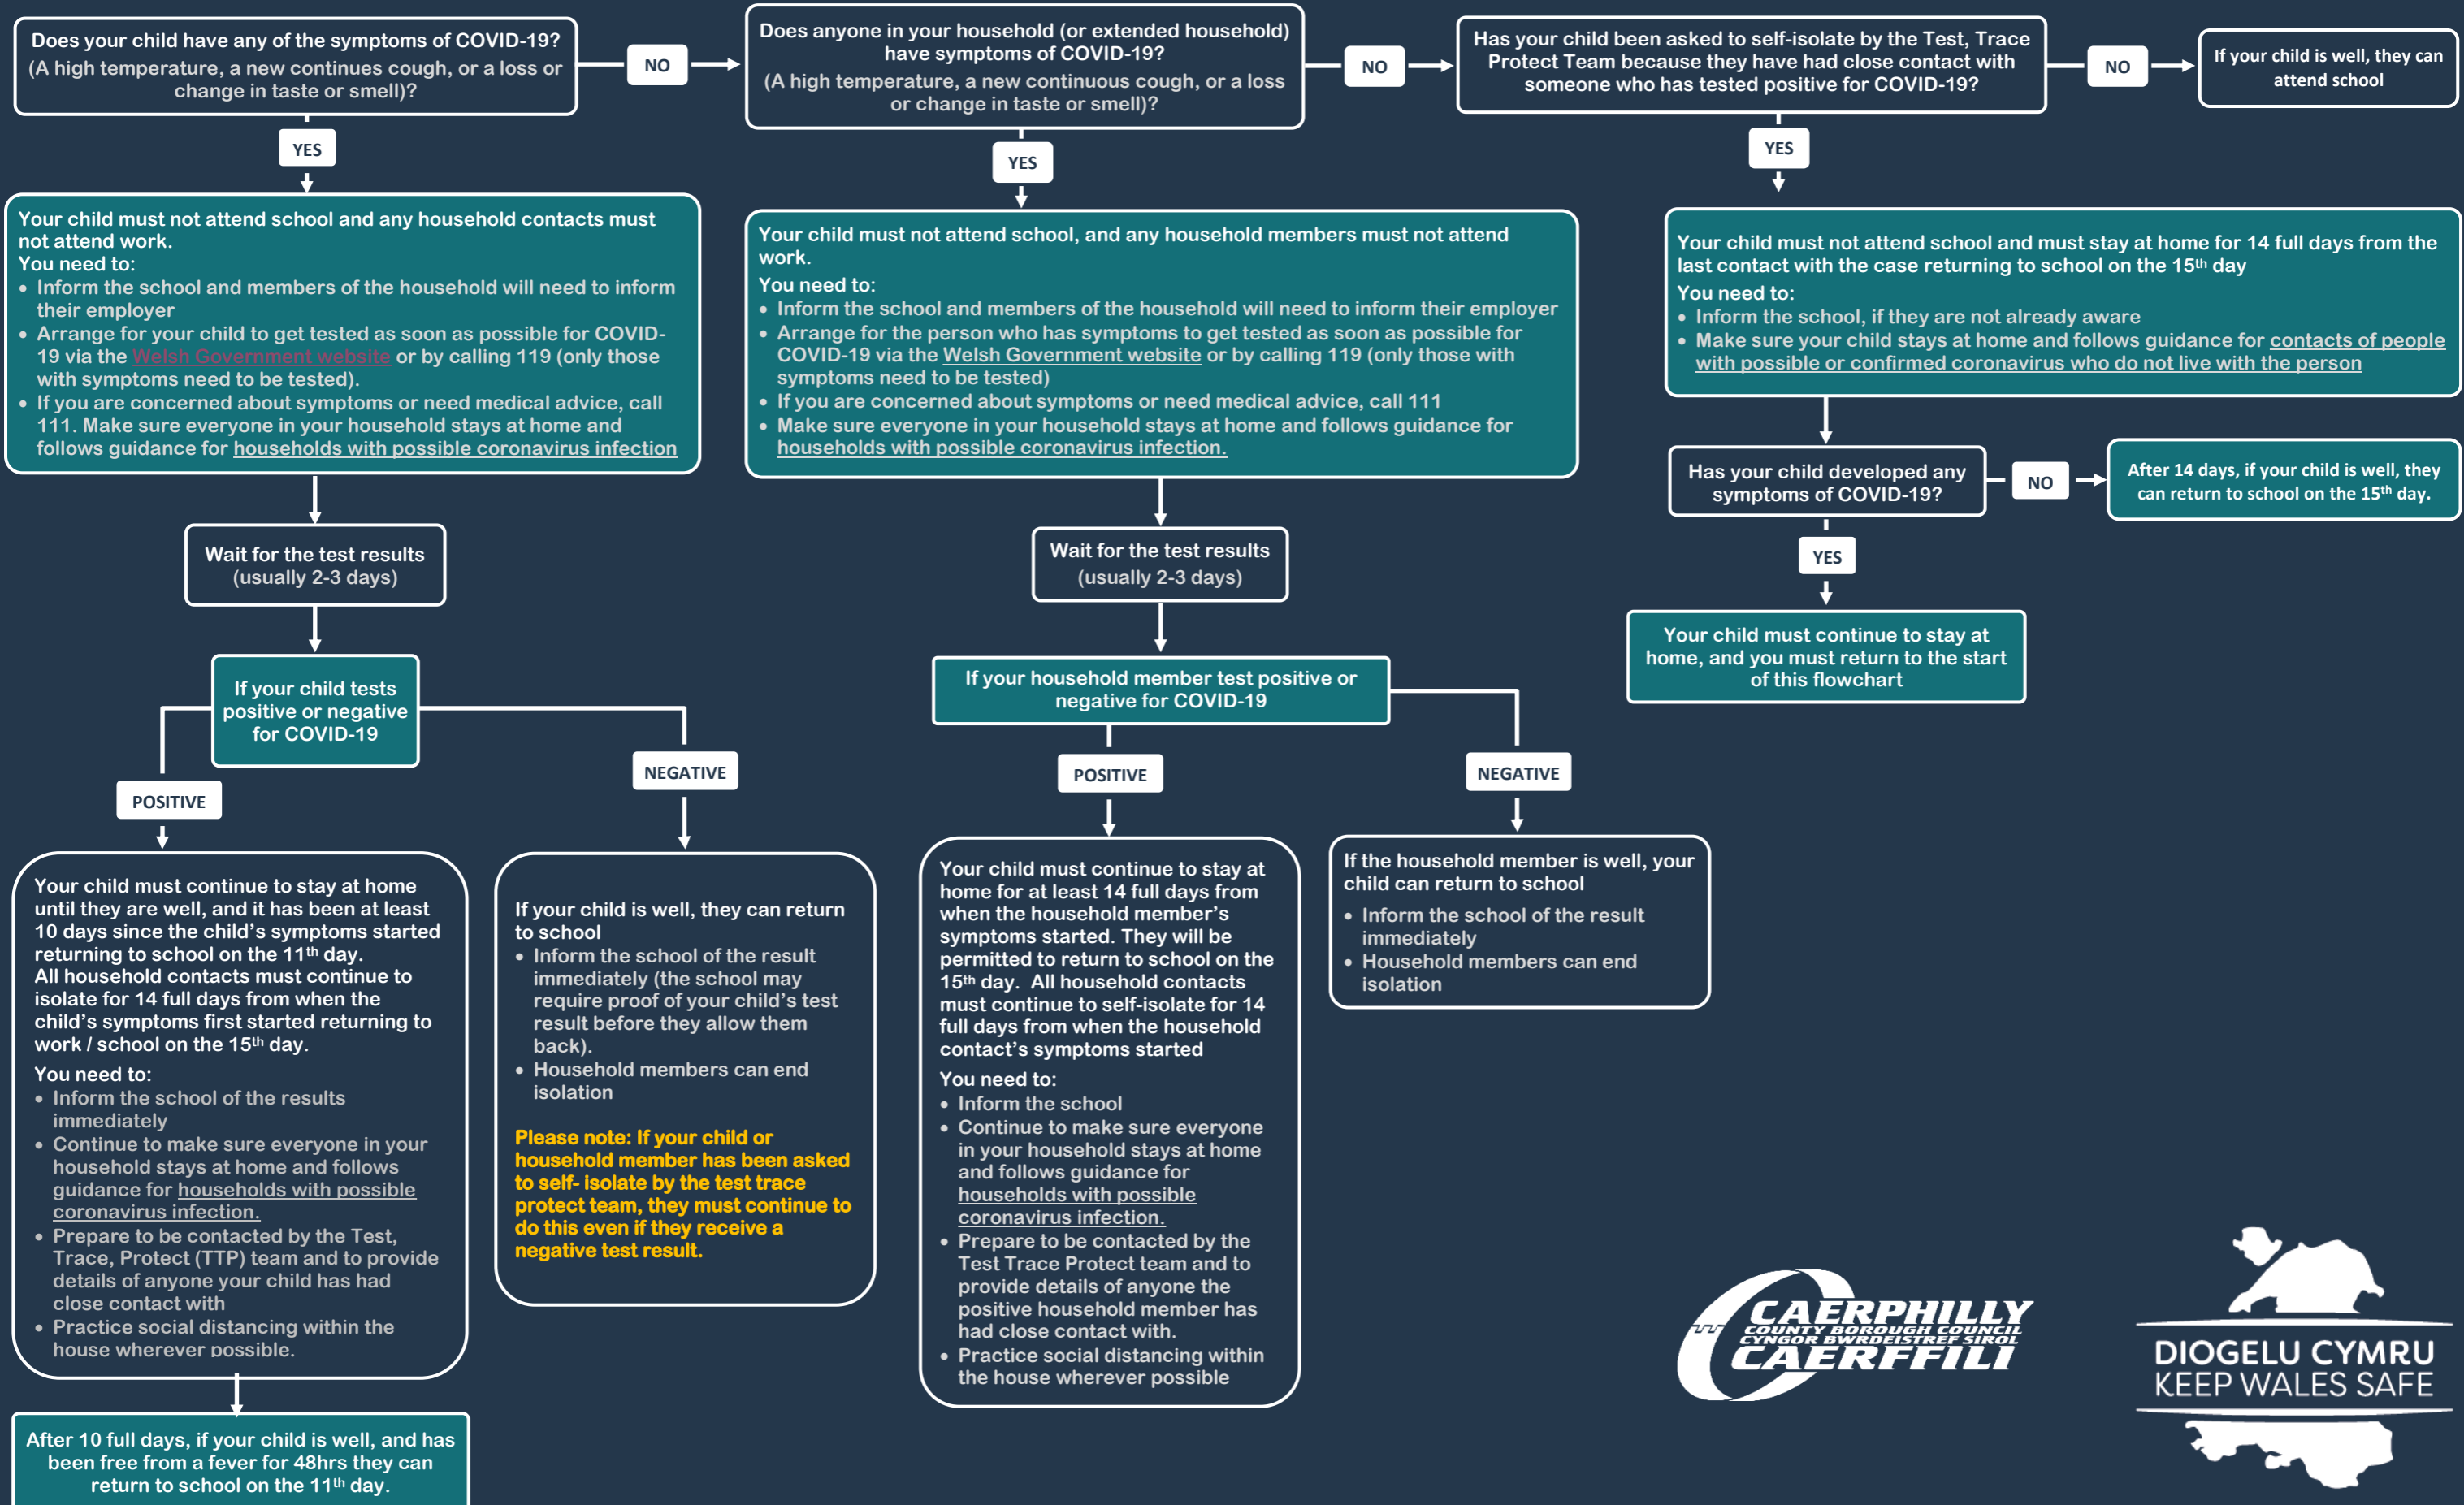 Does your child have any of the symptoms of COVID-19?
(A high temperature, a new continues cough, or a loss or
change in taste or smell)?
NO
Does anyone in your household (or extended household)
have symptoms of COVID-19?
(A high temperature, a new continuous cough, or a loss
or change in taste or smell)?
NO
Has your child been asked to self-isolate by the Test, Trace
Protect Team because they have had close contact with
someone who has tested positive for COVID-19?
NO
If your child is well, they can
attend school
YES
Your child must not attend school and any household contacts must
not attend work.
You need to:
• Inform the school and members of the household will need to inform
their employer
• Arrange for your child to get tested as soon as possible for COVID-
19 via the Welsh Government website or by calling 119 (only those
with symptoms need to be tested).
• If you are concerned about symptoms or need medical advice, call
111. Make sure everyone in your household stays at home and
follows guidance for households with possible coronavirus infection
Wait for the test results
(usually 2-3 days)
If your child tests
positive or negative
for COVID-19
POSITIVE
Your child must continue to stay at home
until they are well, and it has been at least
10 days since the child's symptoms started
returning to school on the 11th day.
All household contacts must continue to
isolate for 14 full days from when the
child's symptoms first started returning to
work / school on the 15th day.
You need to:
• Inform the school of the results
immediately
• Continue to make sure everyone in your
household stays at home and follows
guidance for households with possible
coronavirus infection.
• Prepare to be contacted by the Test,
Trace, Protect (TTP) team and to provide
details of anyone your child has had
close contact with
• Practice social distancing within the
house wherever possible.
After 10 full days, if your child is well, and has
been free from a fever for 48hrs they can
return to school on the 11th day.
NEGATIVE
If your child is well, they can return
to school
• Inform the school of the result
immediately (the school may
require proof of your child's test
result before they allow them
back).
• Household members can end
isolation
Please note: If your child or
household member has been asked
to self- isolate by the test trace
protect team, they must continue to
do this even if they receive a
negative test result.
YES
Your child must not attend school, and any household members must not attend
work.
You need to:
• Inform the school and members of the household will need to inform their employer
• Arrange for the person who has symptoms to get tested as soon as possible for
COVID-19 via the Welsh Government website or by calling 119 (only those with
symptoms need to be tested)
• If you are concerned about symptoms or need medical advice, call 111
• Make sure everyone in your household stays at home and follows guidance for
households with possible coronavirus infection.
Wait for the test results
(usually 2-3 days)
If your household member test positive or
negative for COVID-19
POSITIVE
Your child must continue to stay at
home for at least 14 full days from
when the household member's
symptoms started. They will be
permitted to return to school on the
15th day. All household contacts
must continue to self-isolate for 14
full days from when the household
contact's symptoms started
You need to:
• Inform the school
• Continue to make sure everyone
in your household stays at home
and follows guidance for
households with possible
coronavirus infection.
• Prepare to be contacted by the
Test Trace Protect team and to
provide details of anyone the
positive household member has
had close contact with.
• Practice social distancing within
the house wherever possible
NEGATIVE
If the household member is well, your
child can return to school
• Inform the school of the result
immediately
• Household members can end
isolation
YES
Your child must not attend school and must stay at home for 14 full days from the
last contact with the case returning to school on the 15th day
You need to:
• Inform the school, if they are not already aware
• Make sure your child stays at home and follows guidance for contacts of people
with possible or confirmed coronavirus who do not live with the person
Has your child developed any
symptoms of COVID-19?
NO
After 14 days, if your child is well, they
can return to school on the 15th day.
YES
Your child must continue to stay at
home, and you must return to the start
of this flowchart
CAERPHILLY
COUNTY BOROUGH COUNCIL
CYNGOR BWRDEISTREF SIROL
CAERFFILI
DIOGELU CYMRU
KEEP WALES SAFE